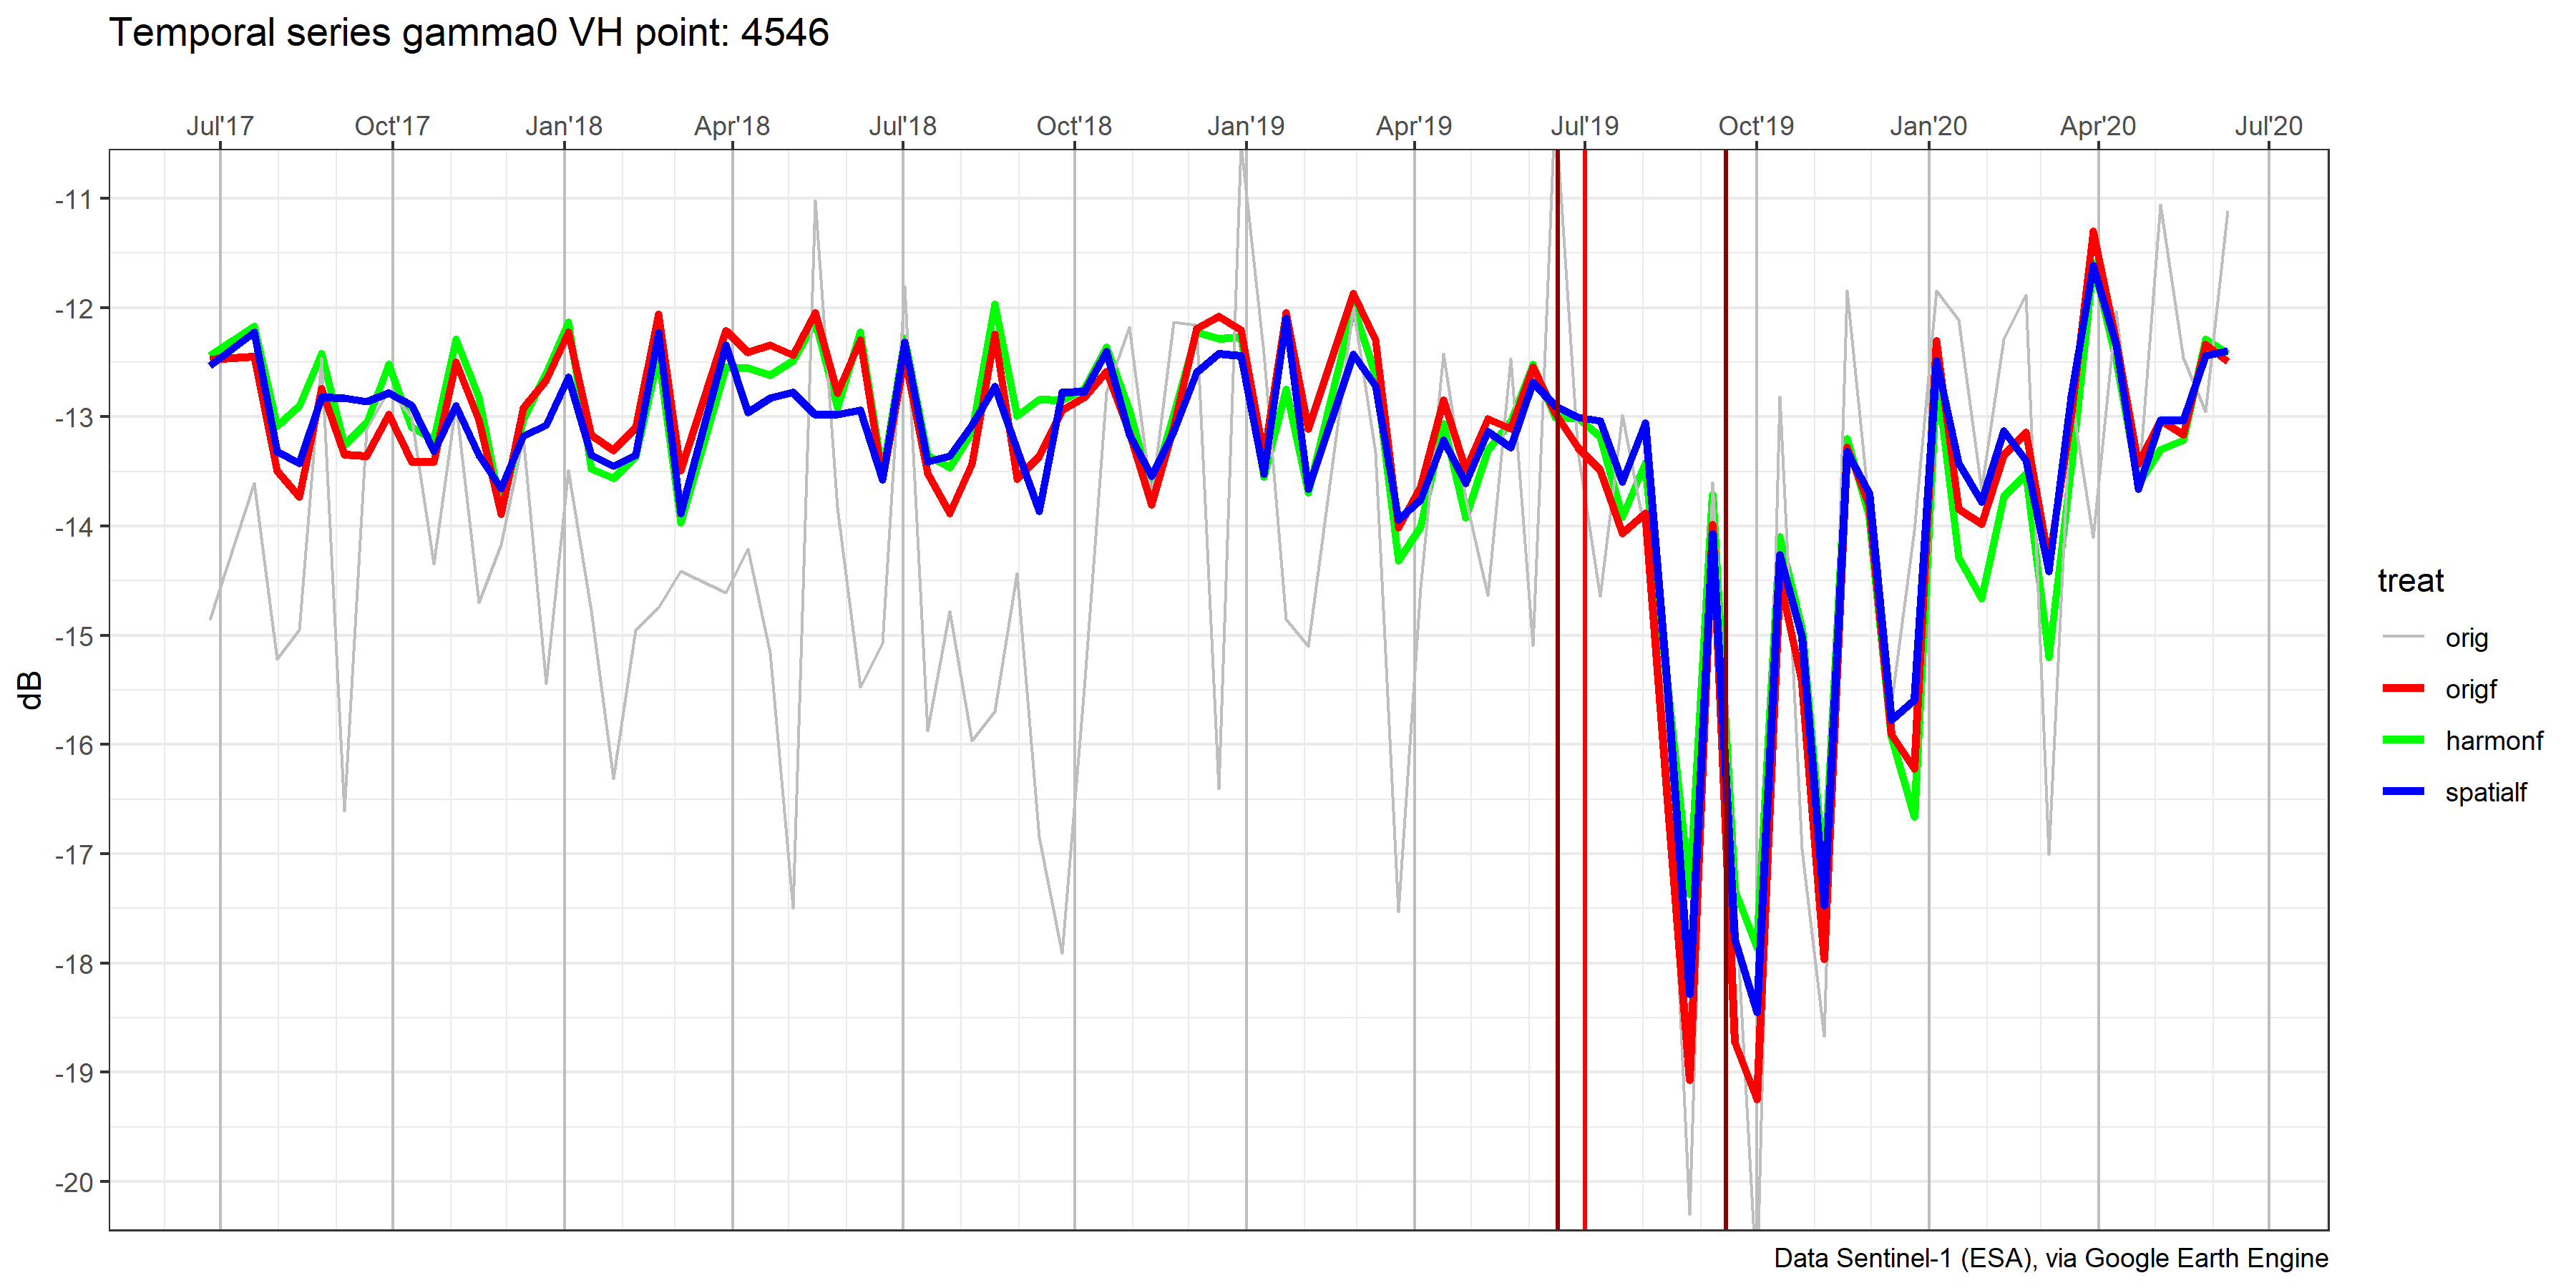 Temporal series gamma0 VH point: 4546
Jul'17 Oct'17 Jan'18 Apr'18 Jul'18 Oct'18 Jan'19 Apr'19 Jul'19 Oct'19 Jan'20 Apr'20 Jul'20
-11
-12
-13
-14
-15
-16
-17
-18
-19
-20
dB
treat
orig
origf
harmonf
spatialf
Data Sentinel-1 (ESA), via Google Earth Engine